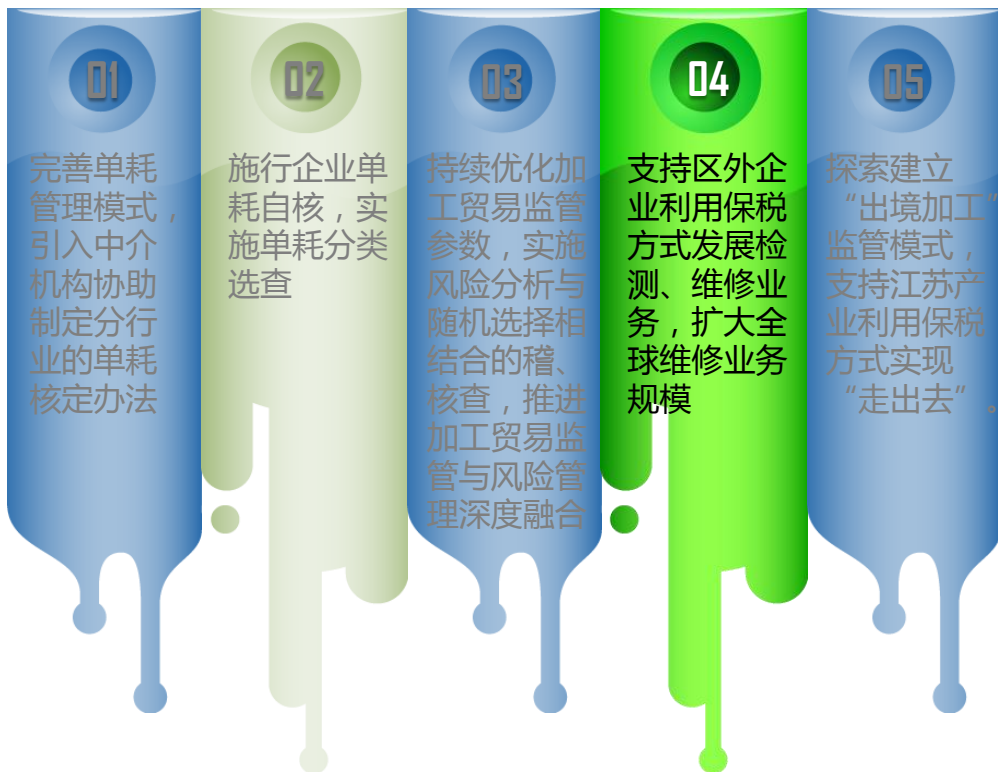 01
完善单耗
管理模式，
引入中介
机构协助
制定分行
业的单耗
核定办法
02
施行企业单
耗自核，实
施单耗分类
选查
03
持续优化加
工贸易监管
参数，实施
风险分析与
随机选择相
结合的稽、
核查，推进
加工贸易监
管与风险管
理深度融合
04
支持区外企
业利用保税
方式发展检
测、维修业
务，扩大全
球维修业务
规模
05
探索建立
“出境加工”
监管模式，
支持江苏产
业利用保税
方式实现
“走出去”。